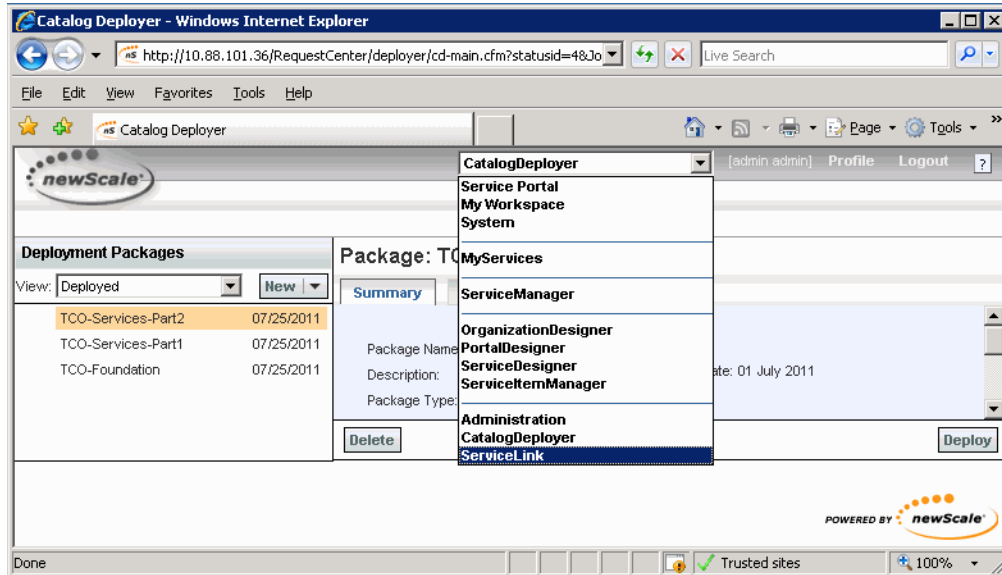 Catalog Deployer - Windows Internet Explorer
http://10.88.101.36/RequestCenter/deployer/cd-main.cfm?statusid=4&Jo
Live Search
File Edit View Favorites Tools Help
Catalog Deployer
Page
Tools
»
newScale
CatalogDeployer
[admin admin] Profile Logout ?
Service Portal
My Workspace
System
MyServices
ServiceManager
OrganizationDesigner
PortalDesigner
ServiceDesigner
ServiceItemManager
Administration
CatalogDeployer
ServiceLink
Deployment Packages
View: Deployed New
TCO-Services-Part2 07/25/2011
TCO-Services-Part1 07/25/2011
TCO-Foundation 07/25/2011
Package: TC
Summary
Package Name
Description: ate: 01 July 2011
Package Type:
Delete Deploy
POWERED BY newScale
Done Trusted sites 100%